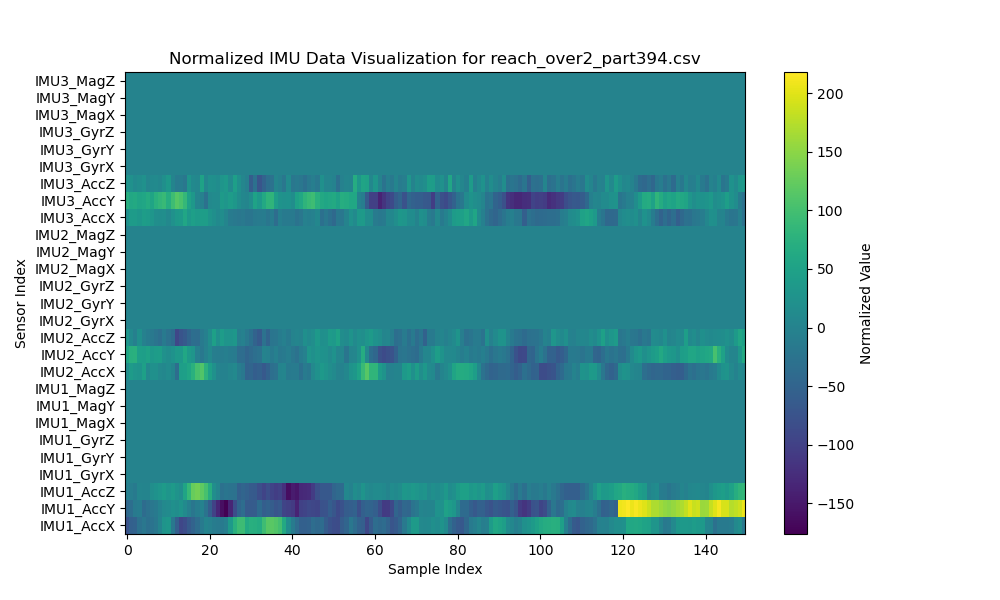 Normalized IMU Data Visualization for reach_over2_part394.csv
IMU3_MagZ
IMU3_MagY
IMU3_MagX
IMU3_GyrZ
IMU3_GyrY
IMU3_GyrX
IMU3_AccZ
IMU3_AccY
IMU3_AccX
IMU2_MagZ
IMU2_MagY
IMU2_MagX
IMU2_GyrZ
IMU2_GyrY
IMU2_GyrX
IMU2_AccZ
IMU2_AccY
IMU2_AccX
IMU1_MagZ
IMU1_MagY
IMU1_MagX
IMU1_GyrZ
IMU1_GyrY
IMU1_GyrX
IMU1_AccZ
IMU1_AccY
IMU1_AccX
Sensor Index
0 20 40 60 80 100 120 140
Sample Index
200
150
100
50
0
−50
−100
−150
Normalized Value